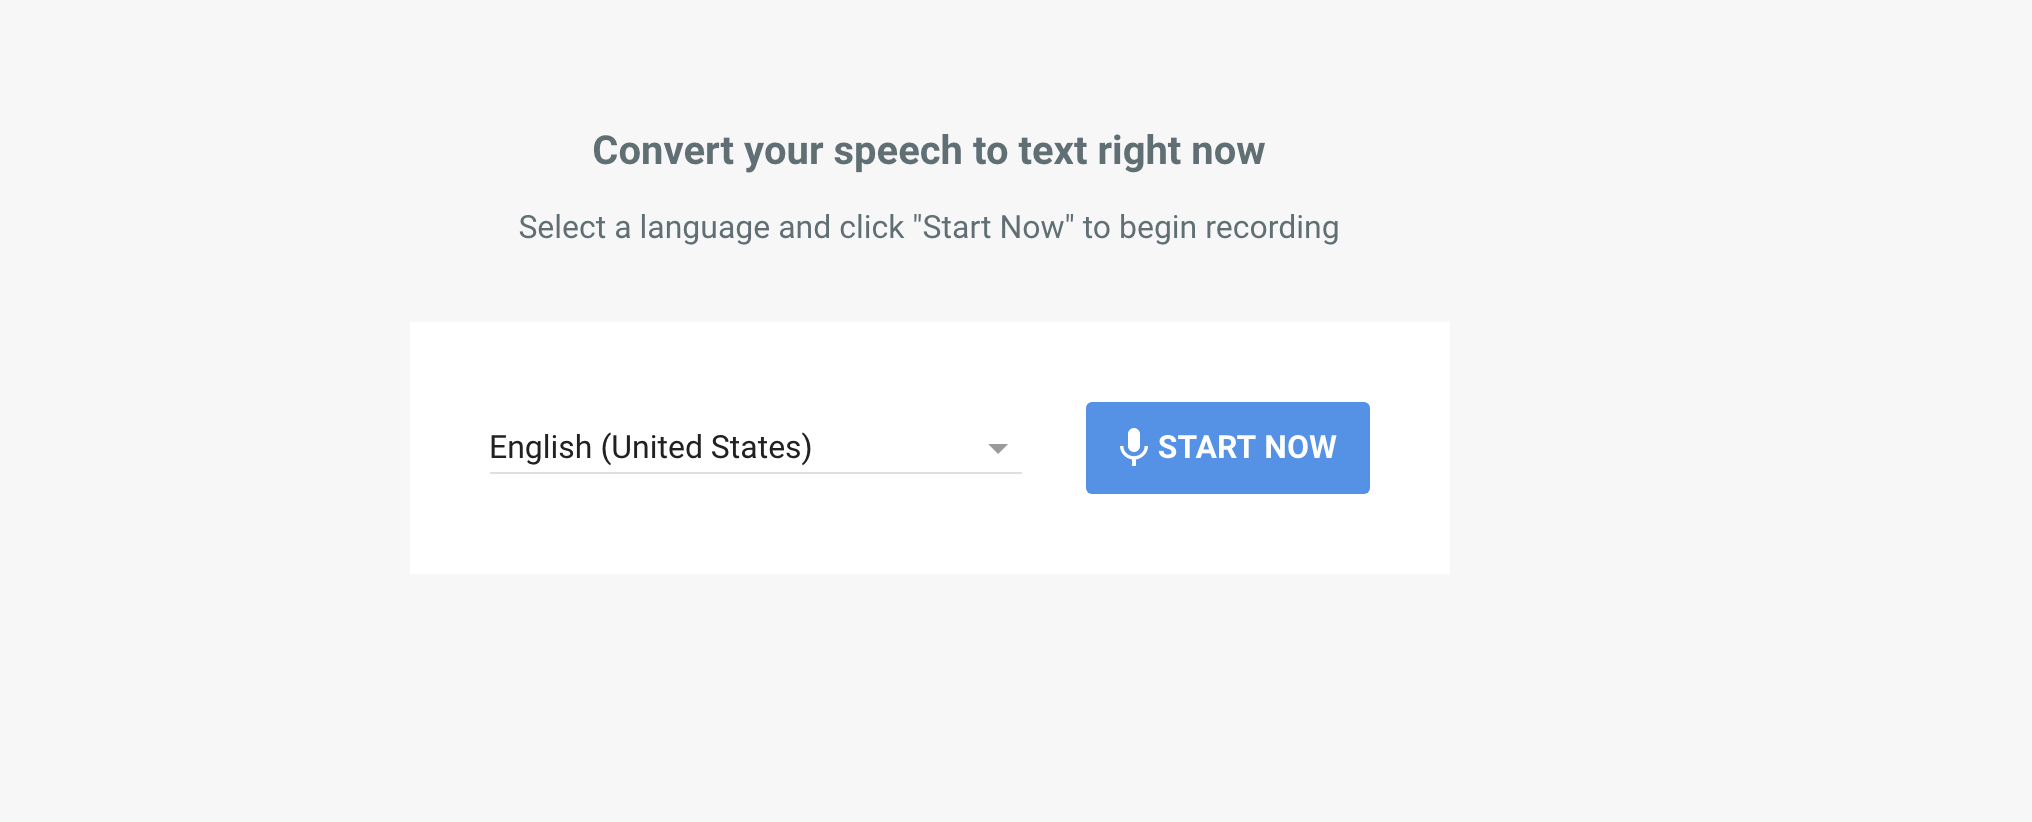 Convert your speech to text right now
Select a language and click "Start Now" to begin recording
English (United States)
START NOW